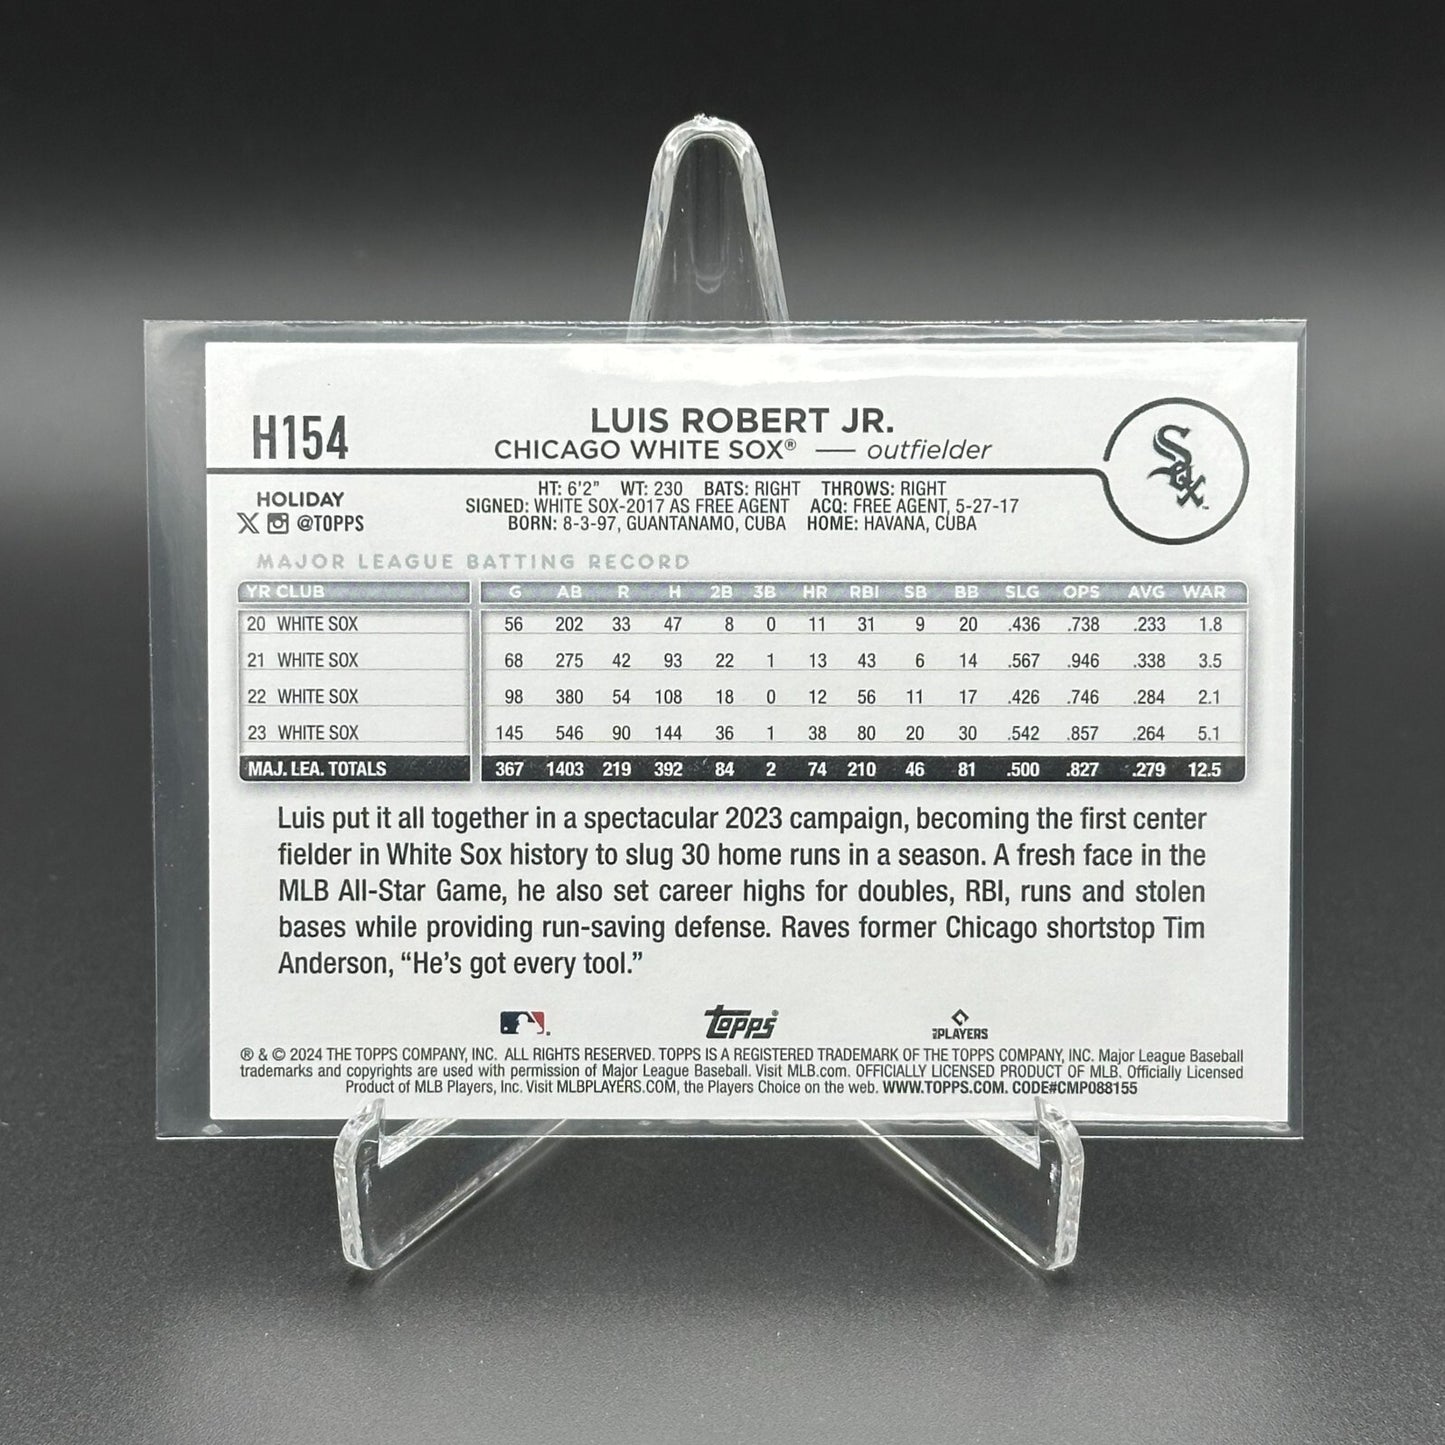 H154
LUIS ROBERT JR.
CHICAGO WHITE SOX® — outfielder
Sox
HOLIDAY
X @TOPPS
HT: 6'2" WT: 230 BATS: RIGHT THROWS: RIGHT
SIGNED: WHITE SOX-2017 AS FREE AGENT ACQ: FREE AGENT, 5-27-17
BORN: 8-3-97, GUANTANAMO, CUBA HOME: HAVANA, CUBA
MAJOR LEAGUE BATTING RECORD
YR CLUB G AB R H 2B 3B HR RBI SB BB SLG OPS AVG WAR
20 WHITE SOX 56 202 33 47 8 0 11 31 9 20 .436 .738 .233 1.8
21 WHITE SOX 68 275 42 93 22 1 13 43 6 14 .567 .946 .338 3.5
22 WHITE SOX 98 380 54 108 18 0 12 56 11 17 .426 .746 .284 2.1
23 WHITE SOX 145 546 90 144 36 1 38 80 20 30 .542 .857 .264 5.1
MAJ. LEA. TOTALS 367 1403 219 392 84 2 74 210 46 81 .500 .827 .279 12.5
Luis put it all together in a spectacular 2023 campaign, becoming the first center
fielder in White Sox history to slug 30 home runs in a season. A fresh face in the
MLB All-Star Game, he also set career highs for doubles, RBI, runs and stolen
bases while providing run-saving defense. Raves former Chicago shortstop Tim
Anderson, “He’s got every tool.”
topps®
PLAYERS
® & © 2024 THE TOPPS COMPANY, INC. ALL RIGHTS RESERVED. TOPPS IS A REGISTERED TRADEMARK OF THE TOPPS COMPANY, INC. Major League Baseball
trademarks and copyrights are used with permission of Major League Baseball. Visit MLB.com. OFFICIALLY LICENSED PRODUCT OF MLB. Officially Licensed
Product of MLB Players, Inc. Visit MLBPLAYERS.COM, the Players Choice on the web. WWW.TOPPS.COM. CODE#CMP088155